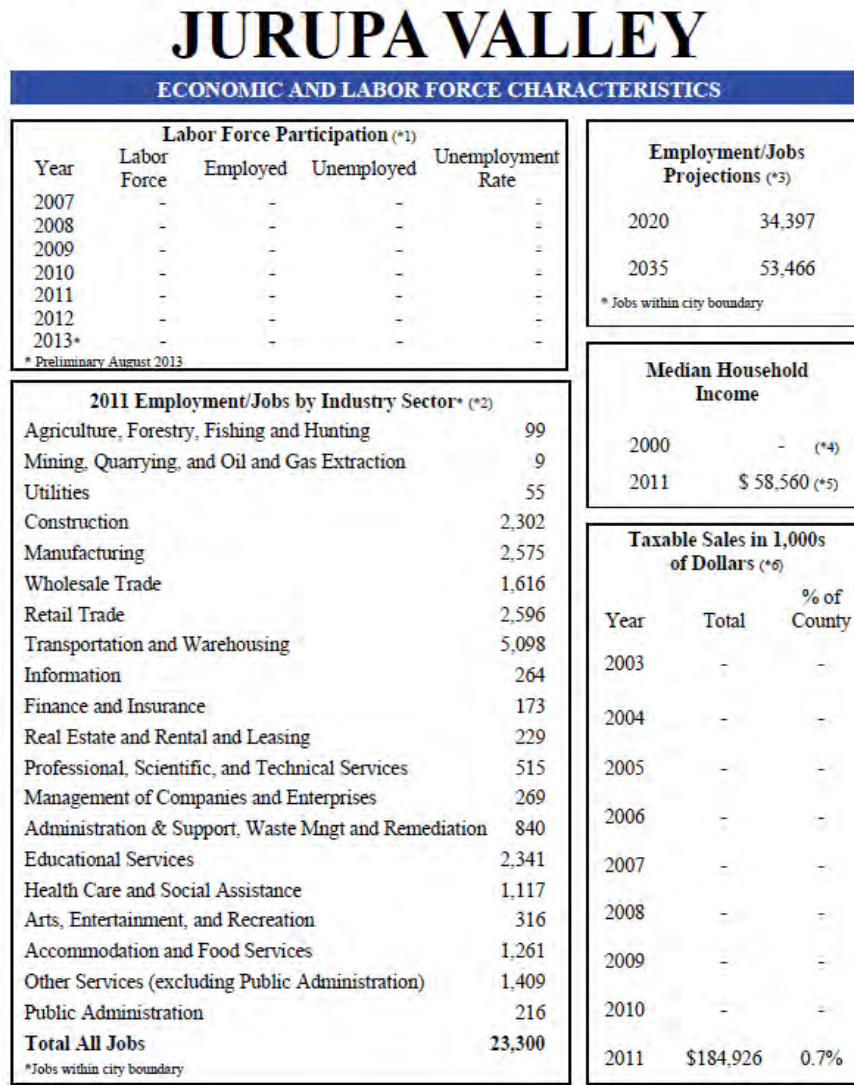 JURUPA VALLEY
ECONOMIC AND LABOR FORCE CHARACTERISTICS
Labor Force Participation (*1)
Year Labor Force Employed Unemployed Unemployment Rate
2007 - - - -
2008 - - - -
2009 - - - -
2010 - - - -
2011 - - - -
2012 - - - -
2013* - - - -
* Preliminary August 2013
2011 Employment/Jobs by Industry Sector* (*2)
Agriculture, Forestry, Fishing and Hunting 99
Mining, Quarrying, and Oil and Gas Extraction 9
Utilities 55
Construction 2,302
Manufacturing 2,575
Wholesale Trade 1,616
Retail Trade 2,596
Transportation and Warehousing 5,098
Information 264
Finance and Insurance 173
Real Estate and Rental and Leasing 229
Professional, Scientific, and Technical Services 515
Management of Companies and Enterprises 269
Administration & Support, Waste Mngt and Remediation 840
Educational Services 2,341
Health Care and Social Assistance 1,117
Arts, Entertainment, and Recreation 316
Accommodation and Food Services 1,261
Other Services (excluding Public Administration) 1,409
Public Administration 216
Total All Jobs 23,300
*Jobs within city boundary
Employment/Jobs
Projections (*3)
2020 34,397
2035 53,466
* Jobs within city boundary
Median Household
Income
2000 - (*4)
2011 $ 58,560 (*5)
Taxable Sales in 1,000s
of Dollars (*6)
Year Total % of County
2003 - -
2004 - -
2005 - -
2006 - -
2007 - -
2008 - -
2009 - -
2010 - -
2011 $184,926 0.7%